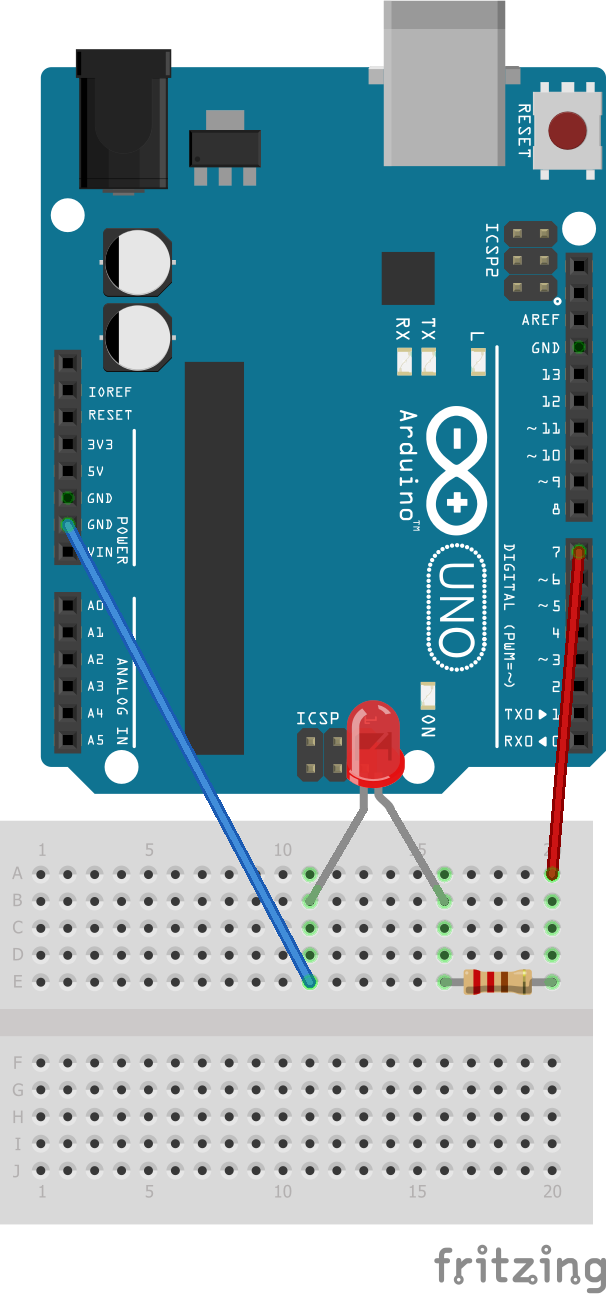 RESET
ICSP2
AREF
GND
RX
TX
L
13
12
~11
~10
~9
8
IOREF
RESET
3V3
5V
GND
GND
VIN
POWER
Arduino™
UNO
7
~6
~5
4
~3
2
TX0▶1
RX0◀0
DIGITAL (PWM=~)
A0
A1
A2
A3
A4
A5
ANALOG IN
ICSP
ON
1 5 10 15 20
A
B
C
D
E
F
G
H
I
J
1 5 10 15 20
fritzing